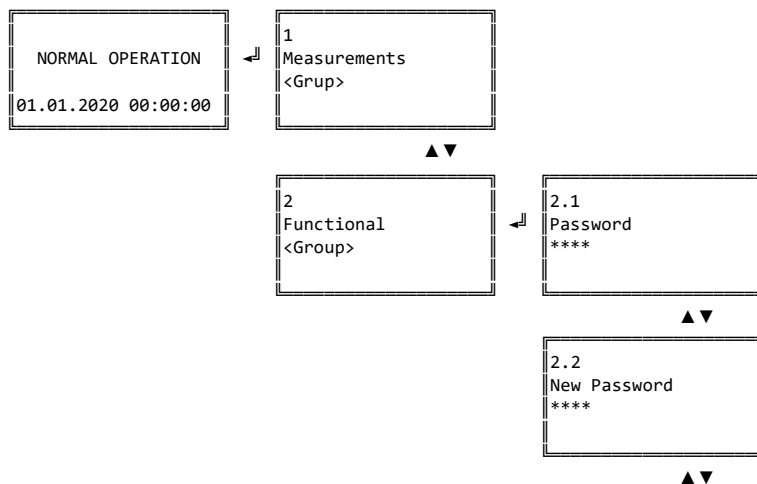 NORMAL OPERATION
01.01.2020 00:00:00
1
Measurements
<Grup>
2
Functional
<Group>
2.1
Password
****
2.2
New Password
****